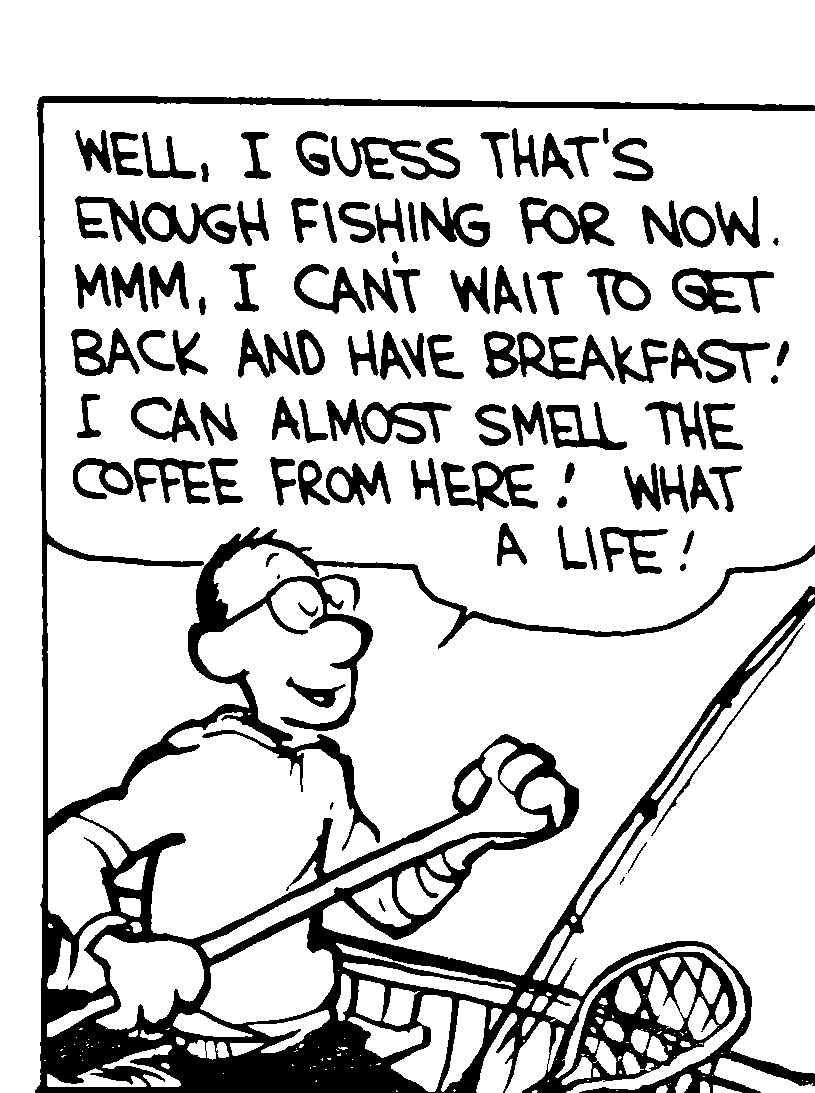 WELL, I GUESS THAT'S
ENOUGH FISHING FOR NOW.
MMM, I CAN'T WAIT TO GET
BACK AND HAVE BREAKFAST!
I CAN ALMOST SMELL THE
COFFEE FROM HERE! WHAT
A LIFE!